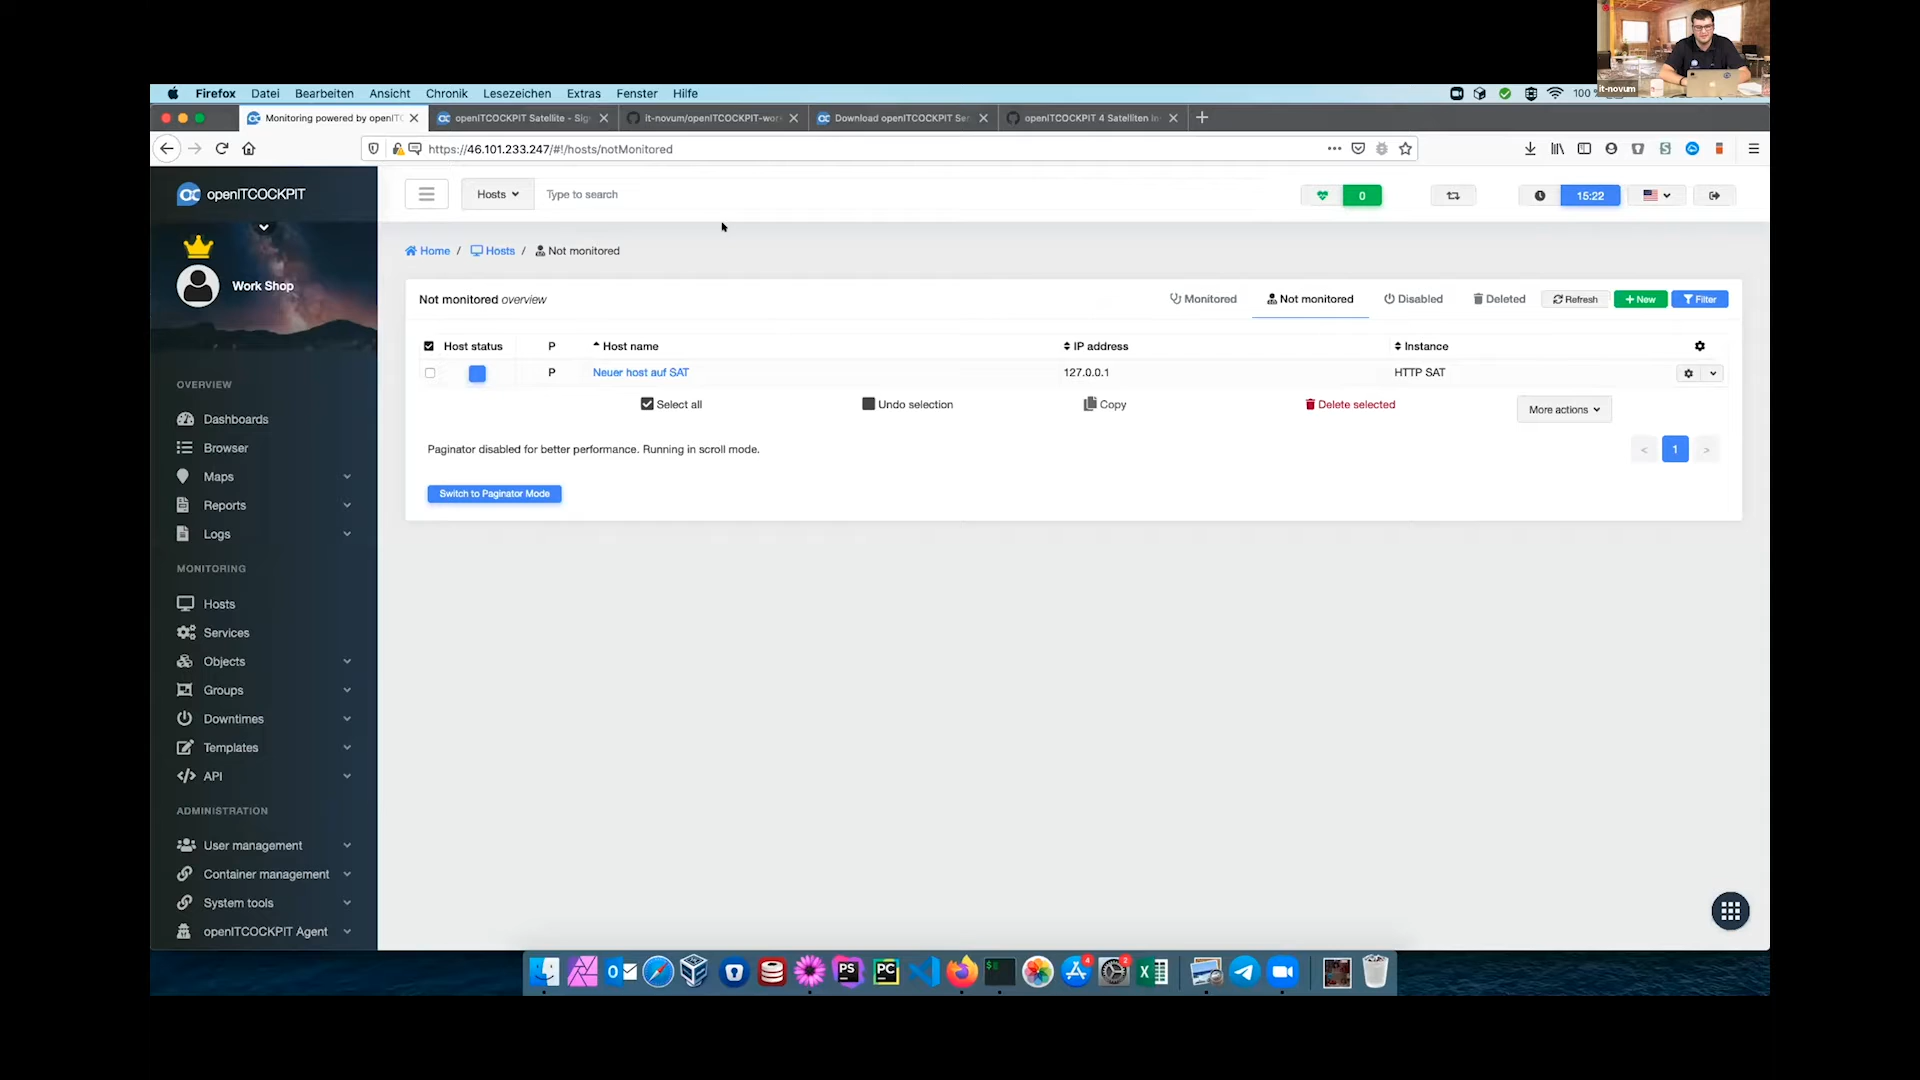 it-novum
Firefox Datei Bearbeiten Ansicht Chronik Lesezeichen Extras Fenster Hilfe 100
Monitoring powered by openIT openITCOCKPIT Satellite - Sig it-novum/openITCOCKPIT-wor Download openITCOCKPIT Se openITCOCKPIT 4 Satelliten In
https://46.101.233.247/#!/hosts/notMonitored
openITCOCKPIT
Hosts Type to search 0 15:22
Home / Hosts / Not monitored
Work Shop
Not monitored overview Monitored Not monitored Disabled Deleted Refresh New Filter
Host status P Host name IP address Instance
P Neuer host auf SAT 127.0.0.1 HTTP SAT
Select all Undo selection Copy Delete selected More actions
Paginator disabled for better performance. Running in scroll mode. < 1 >
Switch to Paginator Mode
OVERVIEW
Dashboards
Browser
Maps
Reports
Logs
MONITORING
Hosts
Services
Objects
Groups
Downtimes
Templates
API
ADMINISTRATION
User management
Container management
System tools
openITCOCKPIT Agent
PS PC 4 2